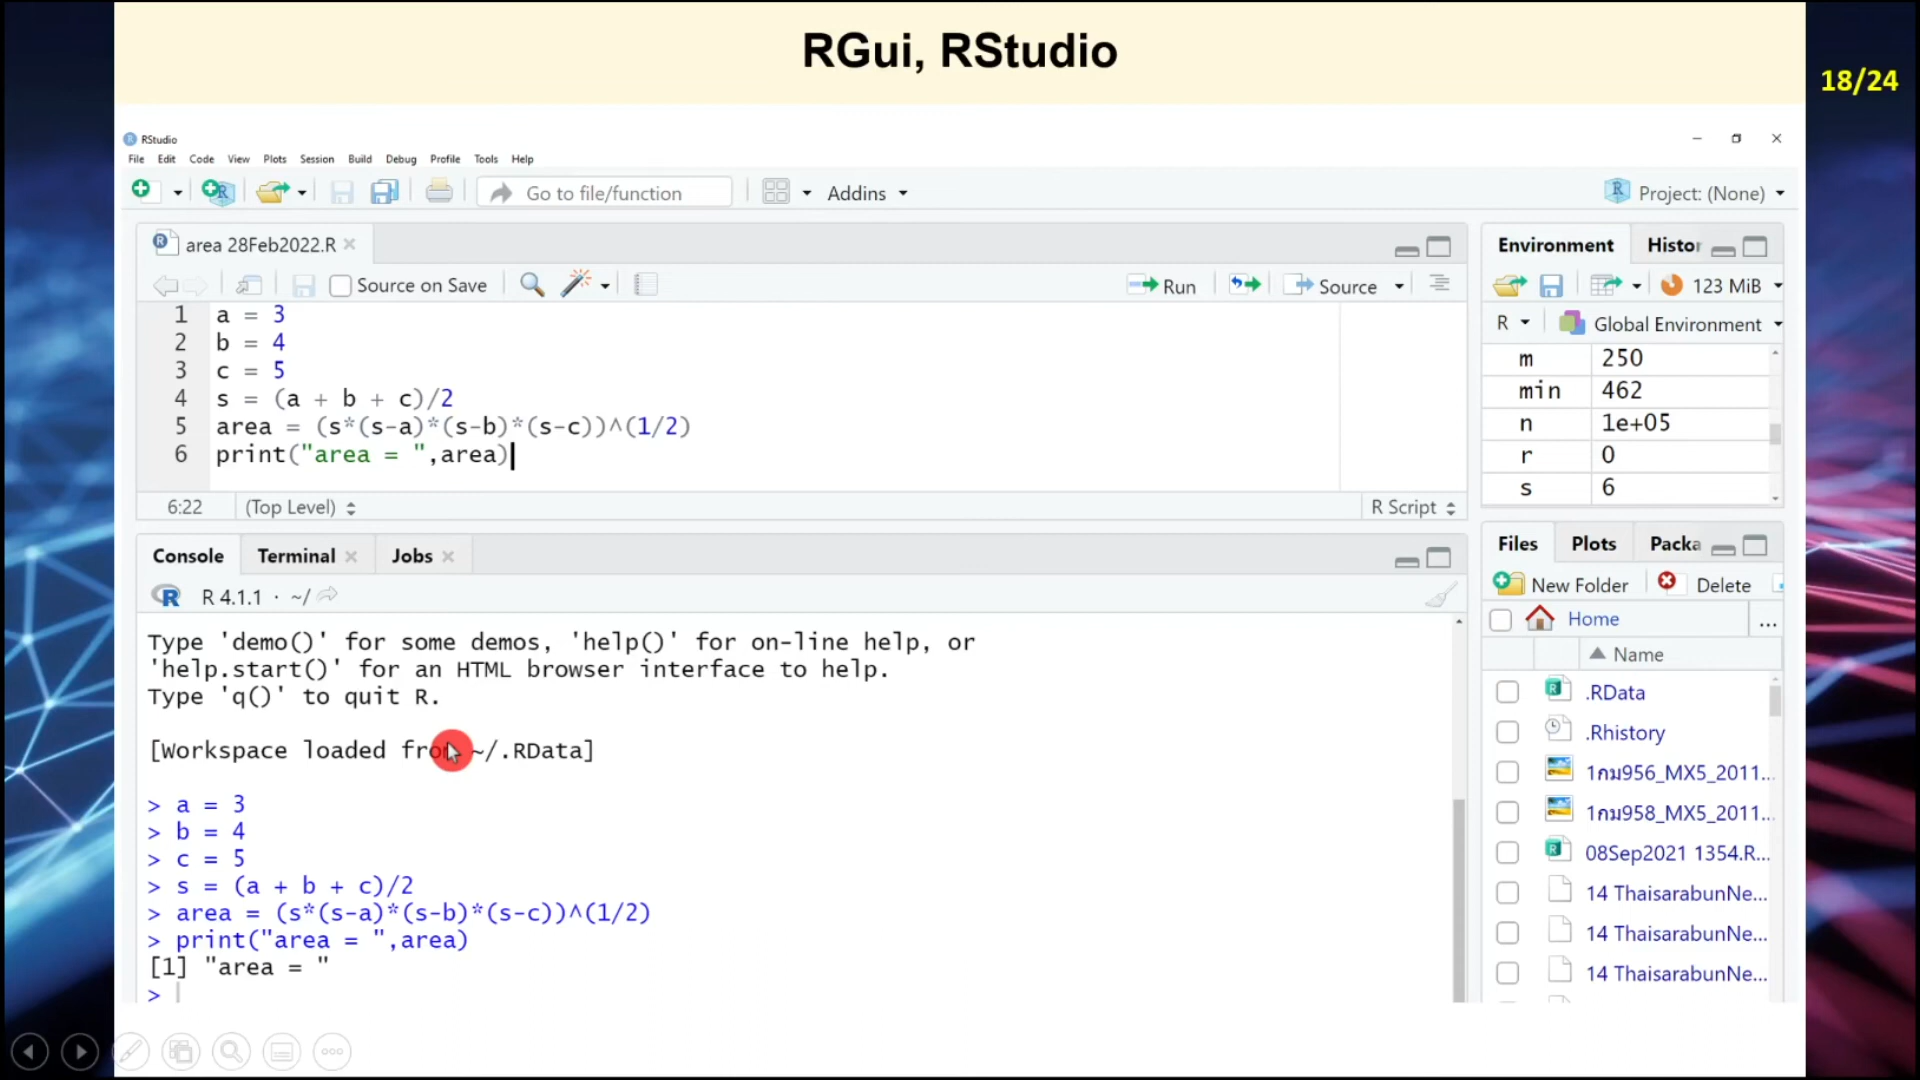 RGui, RStudio
18/24
RStudio
File Edit Code View Plots Session Build Debug Profile Tools Help
Go to file/function
Addins
Project: (None)
area 28Feb2022.R
Source on Save
Run
Source
1 a = 3
2 b = 4
3 c = 5
4 s = (a + b + c)/2
5 area = (s*(s-a)*(s-b)*(s-c))^(1/2)
6 print("area = ",area)
6:22
(Top Level)
R Script
Console
Terminal
Jobs
R 4.1.1 · ~/
Type 'demo()' for some demos, 'help()' for on-line help, or
'help.start()' for an HTML browser interface to help.
Type 'q()' to quit R.
[Workspace loaded from ~/.RData]
> a = 3
> b = 4
> c = 5
> s = (a + b + c)/2
> area = (s*(s-a)*(s-b)*(s-c))^(1/2)
> print("area = ",area)
[1] "area = "
>
Environment
Histor
123 MiB
R
Global Environment
m 250
min 462
n 1e+05
r 0
s 6
Files
Plots
Packa
New Folder
Delete
Home
...
Name
.RData
.Rhistory
1กม956_MX5_2011...
1กม958_MX5_2011...
08Sep2021 1354.R...
14 ThaisarabunNe...
14 ThaisarabunNe...
14 ThaisarabunNe...